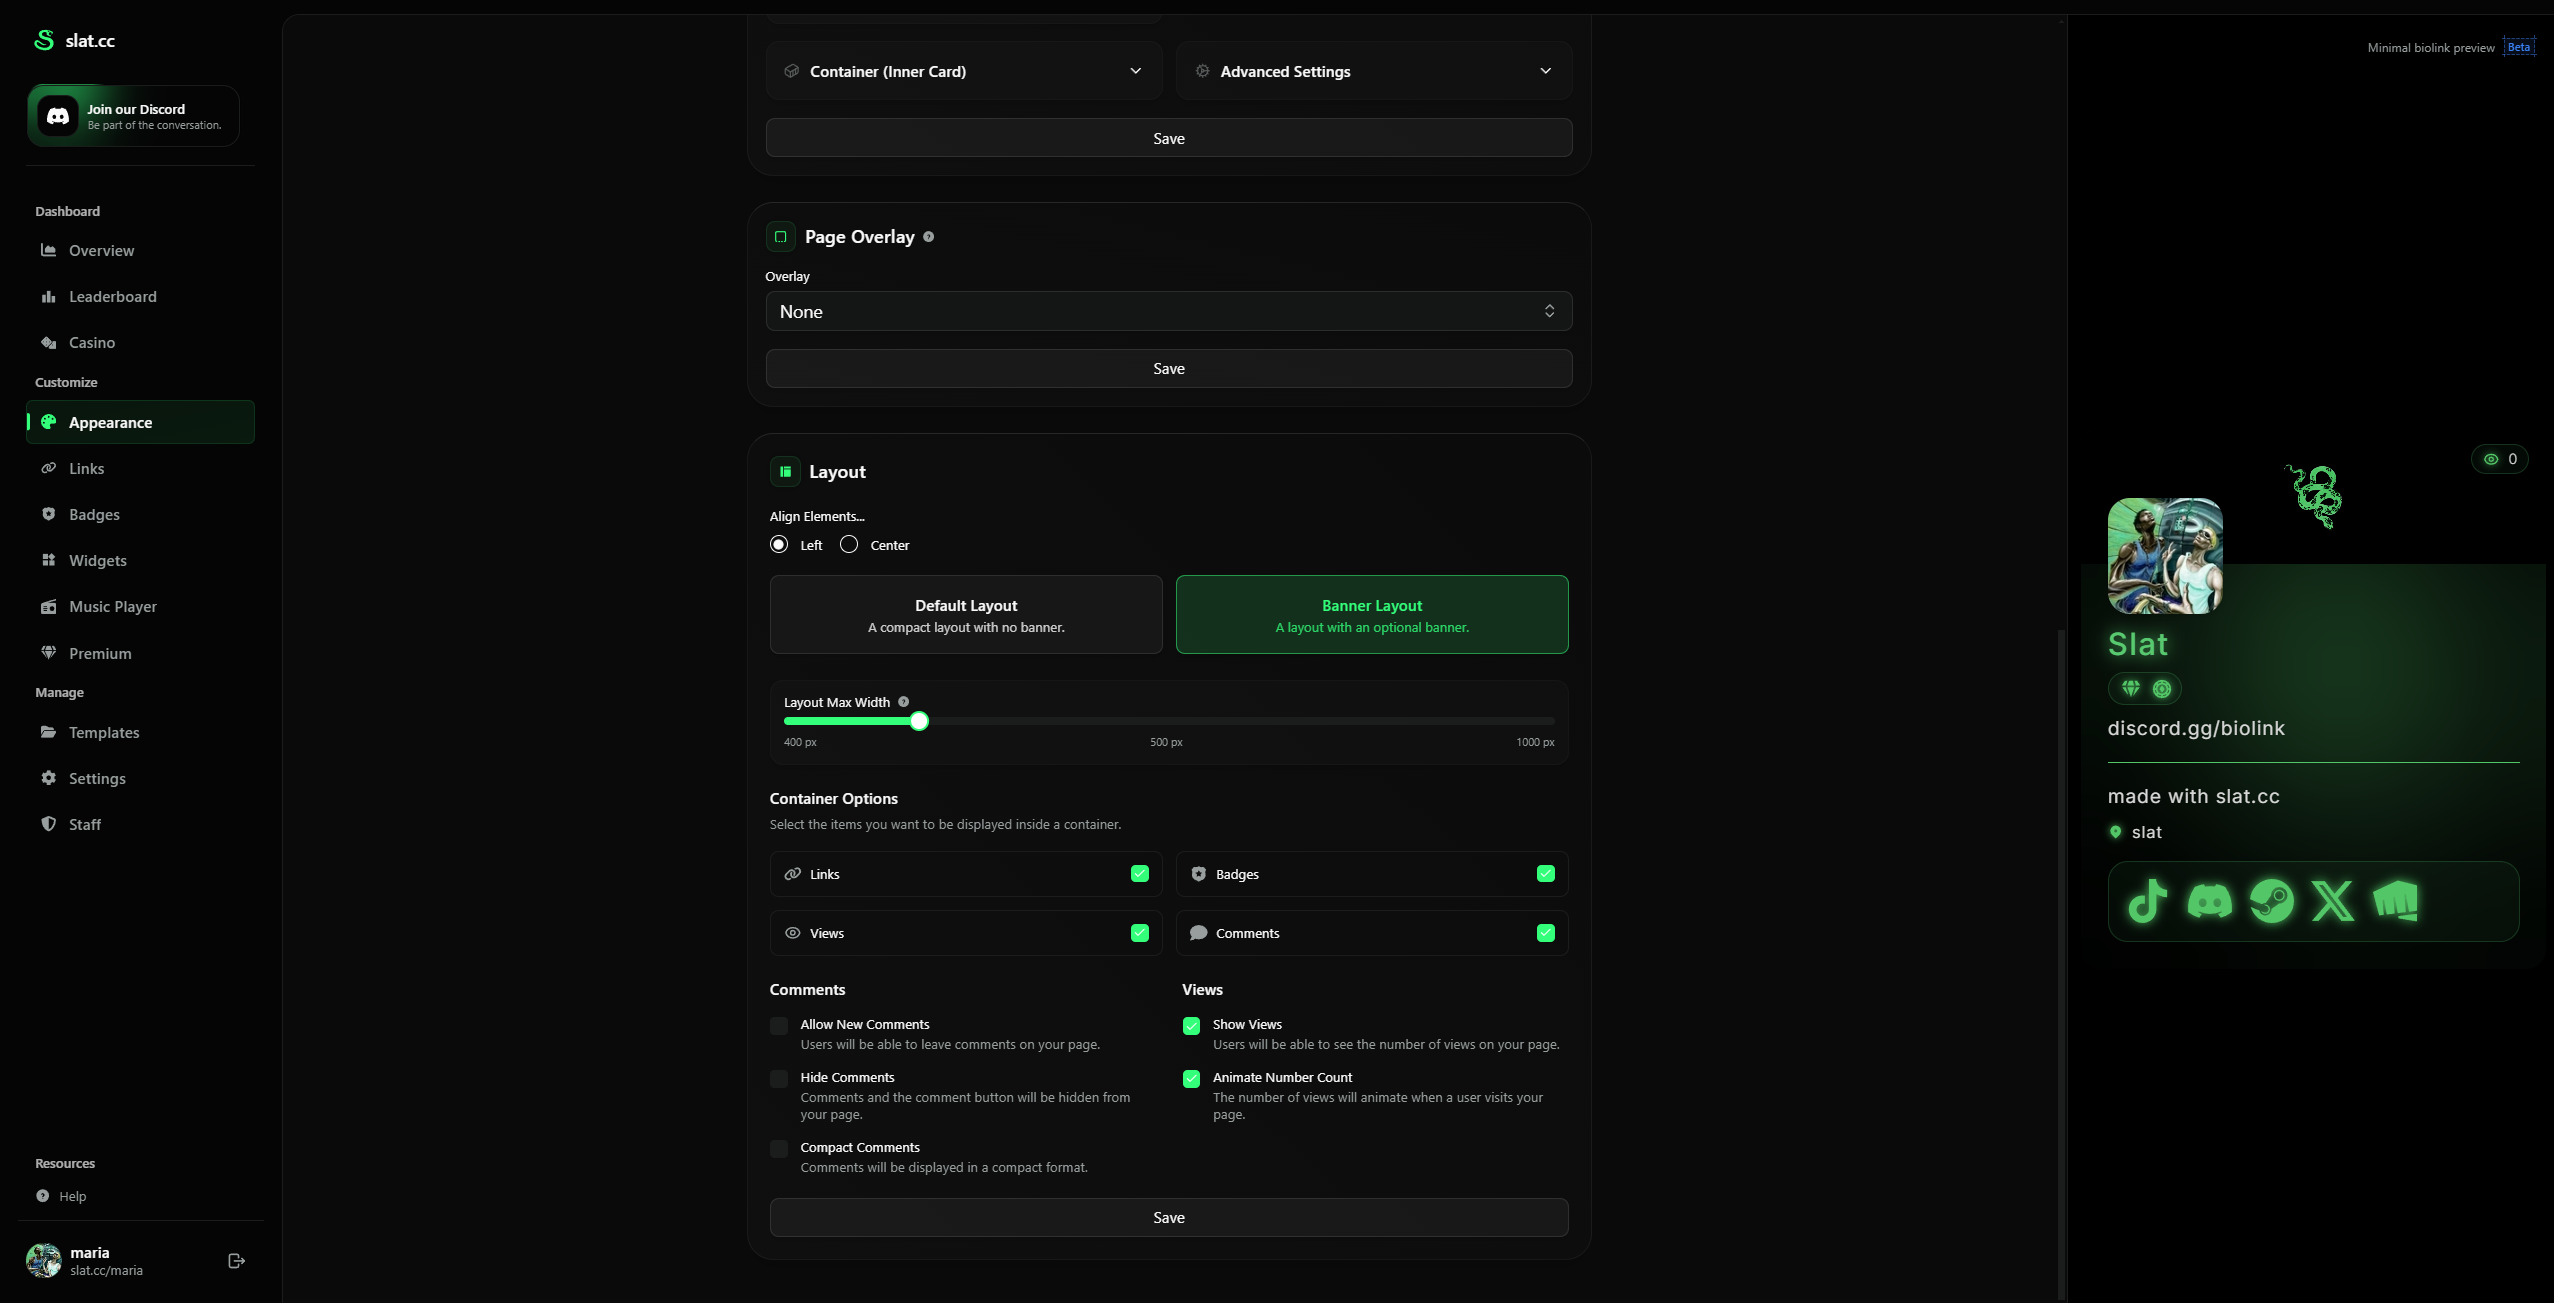 slat.cc
Join our Discord
Be part of the conversation.
Dashboard
Overview
Leaderboard
Casino
Customize
Appearance
Links
Badges
Widgets
Music Player
Premium
Manage
Templates
Settings
Staff
Resources
Help
maria
slat.cc/maria
Container (Inner Card)
Advanced Settings
Save
Page Overlay
Overlay
None
Save
Layout
Align Elements...
Left
Center
Default Layout
A compact layout with no banner.
Banner Layout
A layout with an optional banner.
Layout Max Width
400 px
500 px
1000 px
Container Options
Select the items you want to be displayed inside a container.
Links
Badges
Views
Comments
Comments
Allow New Comments
Users will be able to leave comments on your page.
Hide Comments
Comments and the comment button will be hidden from
your page.
Compact Comments
Comments will be displayed in a compact format.
Views
Show Views
Users will be able to see the number of views on your page.
Animate Number Count
The number of views will animate when a user visits your
page.
Save
Minimal biolink preview
Beta
0
Slat
discord.gg/biolink
made with slat.cc
slat